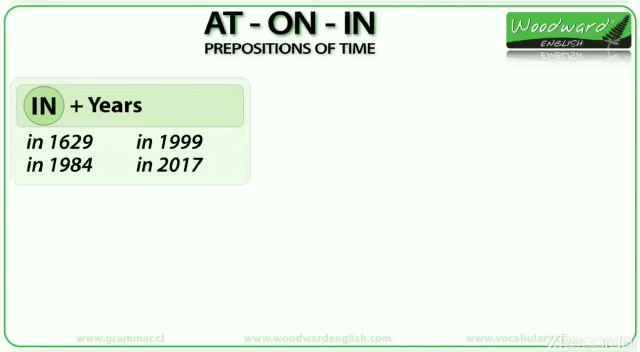 AT - ON - IN
PREPOSITIONS OF TIME
Woodward®
ENGLISH
IN + Years
in 1629 in 1999
in 1984 in 2017
www.grammar.cl www.woodwardenglish.com